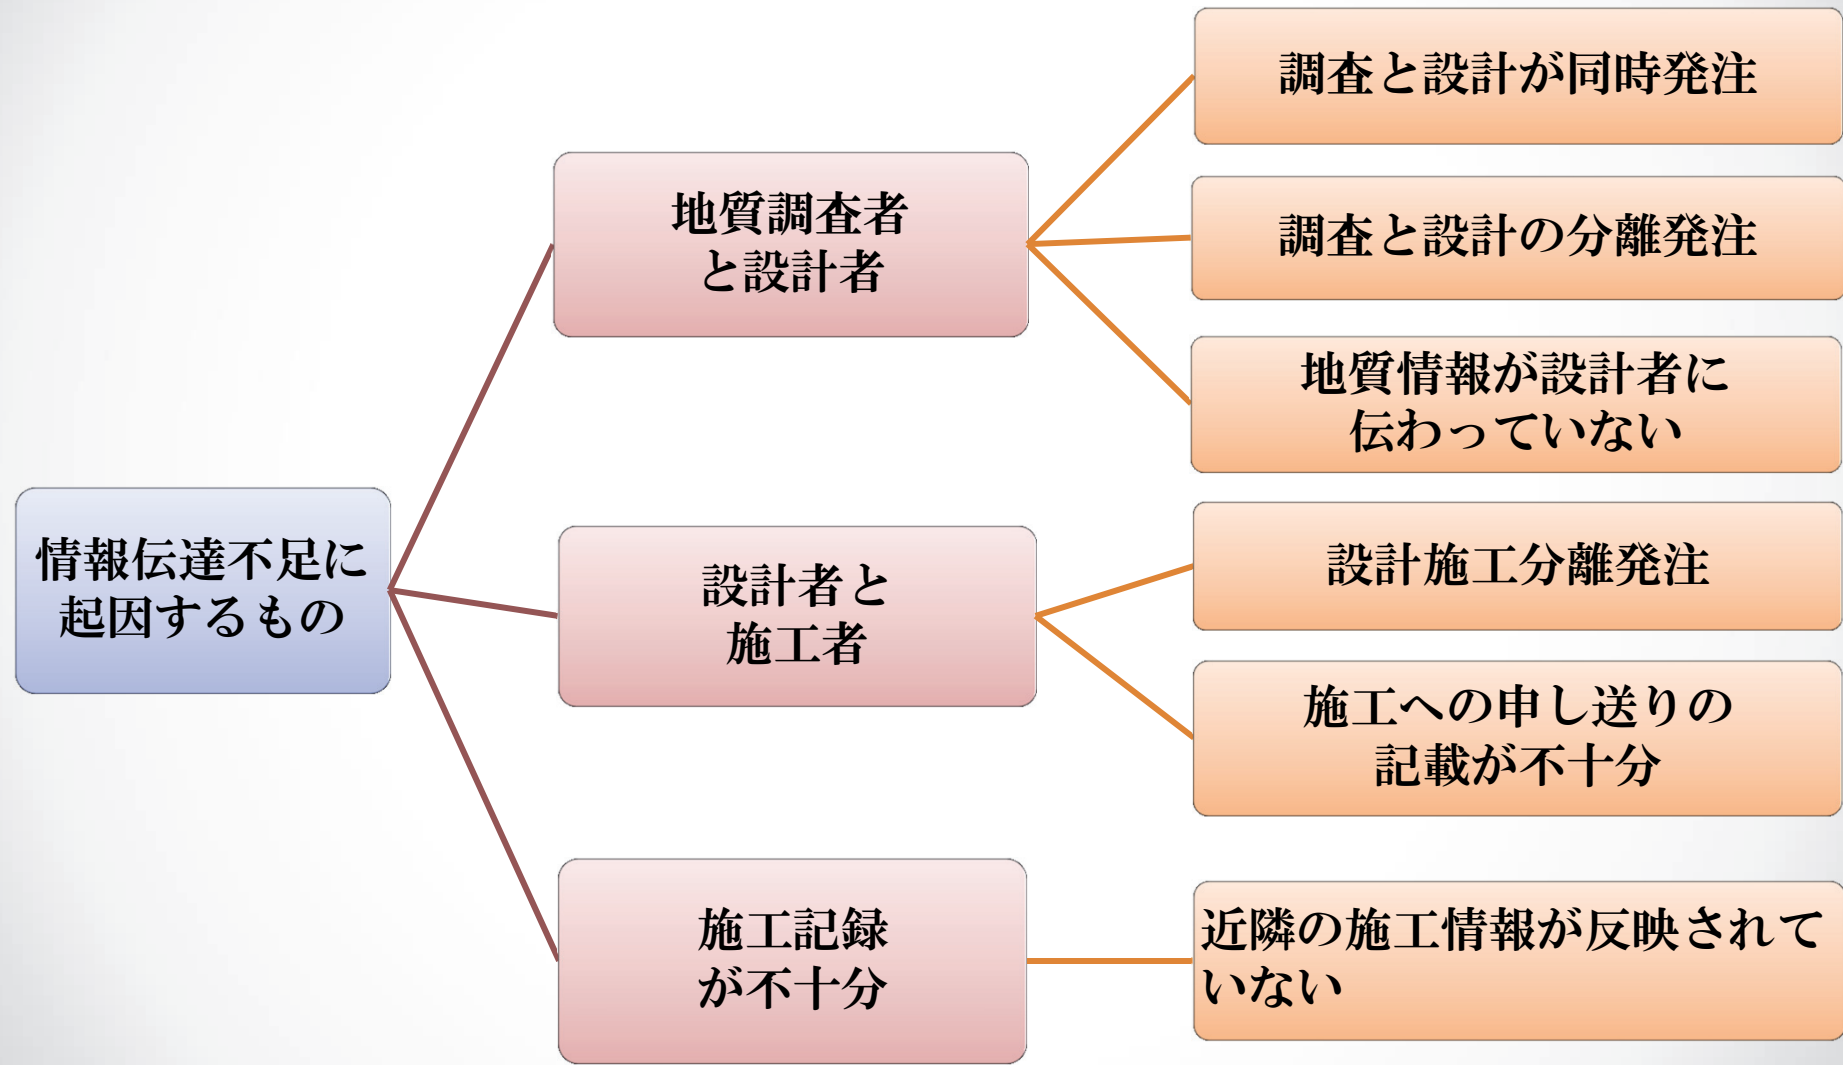 情報伝達不足に
起因するもの
地質調査者
と設計者
調査と設計が同時発注
調査と設計の分離発注
地質情報が設計者に
伝わっていない
設計者と
施工者
設計施工分離発注
施工への申し送りの
記載が不十分
施工記録
が不十分
近隣の施工情報が反映されて
いない